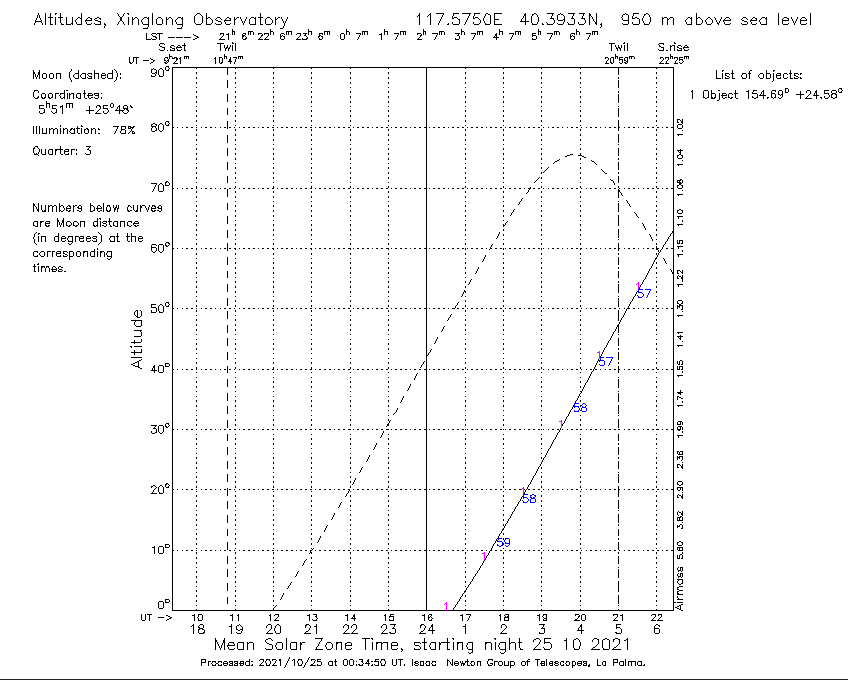 Altitudes, Xinglong Observatory 117.5750E 40.3933N, 950 m above sea level
LST ---> 21ʰ 6ᵐ 22ʰ 6ᵐ 23ʰ 6ᵐ 0ʰ 7ᵐ 1ʰ 7ᵐ 2ʰ 7ᵐ 3ʰ 7ᵐ 4ʰ 7ᵐ 5ʰ 7ᵐ 6ʰ 7ᵐ
S.set Twil Twil S.rise
UT -> 9ʰ21ᵐ 10ʰ47ᵐ 20ʰ59ᵐ 22ʰ25ᵐ
Moon (dashed):
Coordinates:
5ʰ51ᵐ +25°48'
Illumination: 78%
Quarter: 3
Numbers below curves
are Moon distance
(in degrees) at the
corresponding
times.
List of objects:
1 Object 154.69° +24.58°
90°
80°
70°
60°
50°
40°
30°
20°
10°
0°
Altitude
1
1
59
1
58
1
58
1
57
1
57
1.02
1.04
1.06
1.10
1.15
1.22
1.30
1.41
1.55
1.74
1.99
2.36
2.90
3.82
5.60
Airmass
UT -> 10 11 12 13 14 15 16 17 18 19 20 21 22
18 19 20 21 22 23 24 1 2 3 4 5 6
Mean Solar Zone Time, starting night 25 10 2021
Processed: 2021/10/25 at 00:34:50 UT. Isaac Newton Group of Telescopes, La Palma.